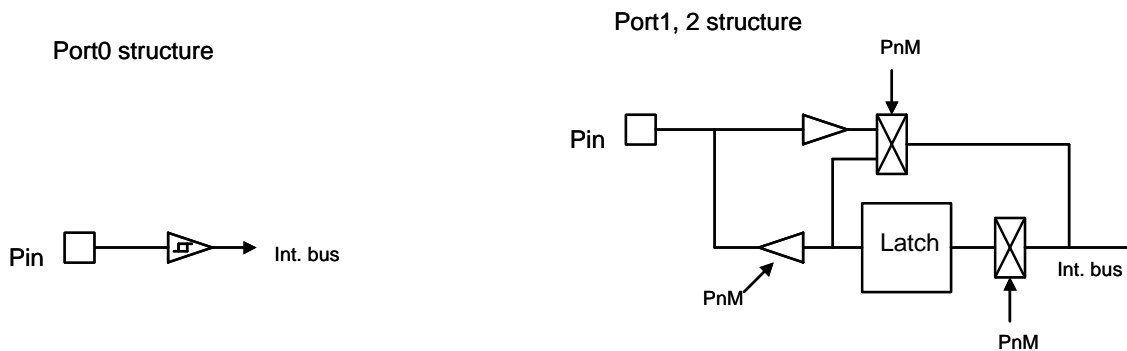 Port0 structure
Pin
Int. bus
Port1, 2 structure
PnM
Pin
Latch
PnM
Int. bus
PnM